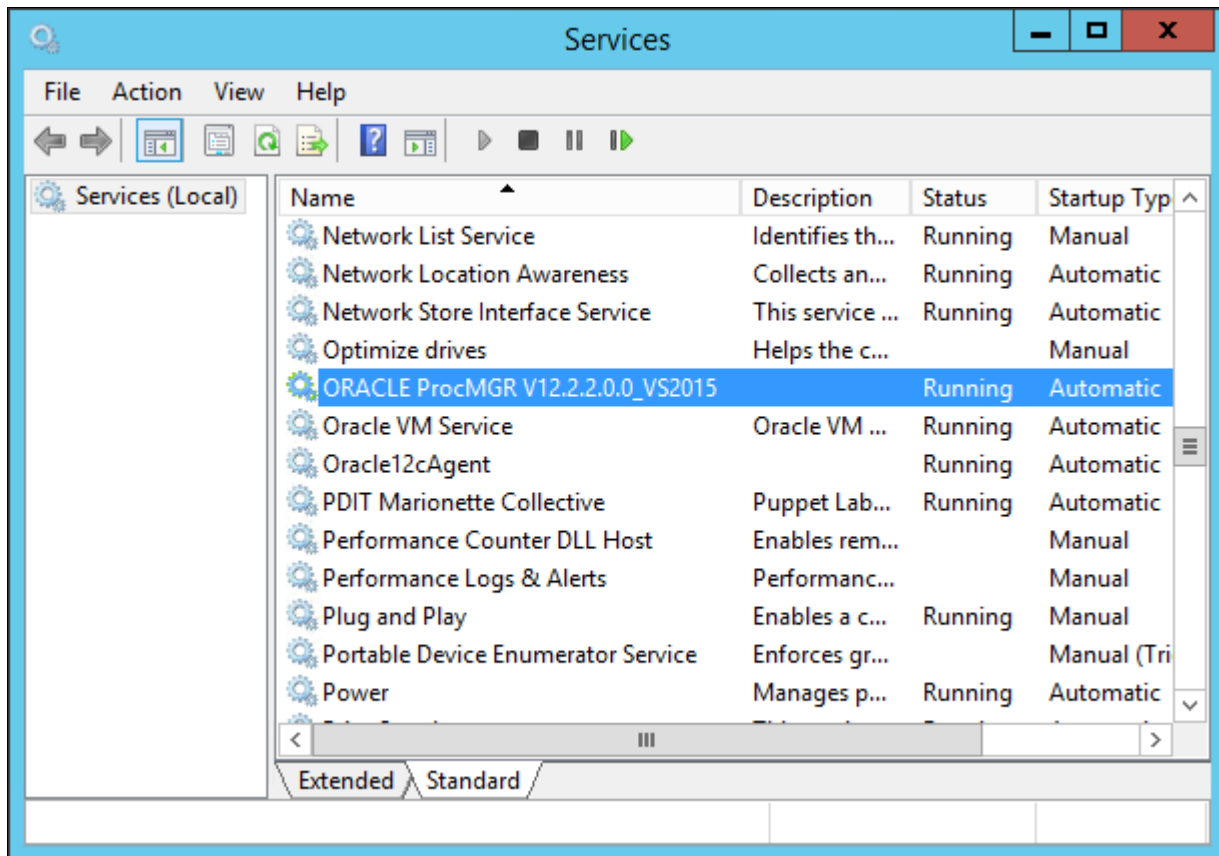 Services
File Action View Help
Services (Local)
Name Description Status Startup Typ
Network List Service Identifies th... Running Manual
Network Location Awareness Collects an... Running Automatic
Network Store Interface Service This service ... Running Automatic
Optimize drives Helps the c... Manual
ORACLE ProcMGR V12.2.2.0.0_VS2015 Running Automatic
Oracle VM Service Oracle VM ... Running Automatic
Oracle12cAgent Running Automatic
PDIT Marionette Collective Puppet Lab... Running Automatic
Performance Counter DLL Host Enables rem... Manual
Performance Logs & Alerts Performanc... Manual
Plug and Play Enables a c... Running Manual
Portable Device Enumerator Service Enforces gr... Manual (Tri
Power Manages p... Running Automatic
Extended Standard